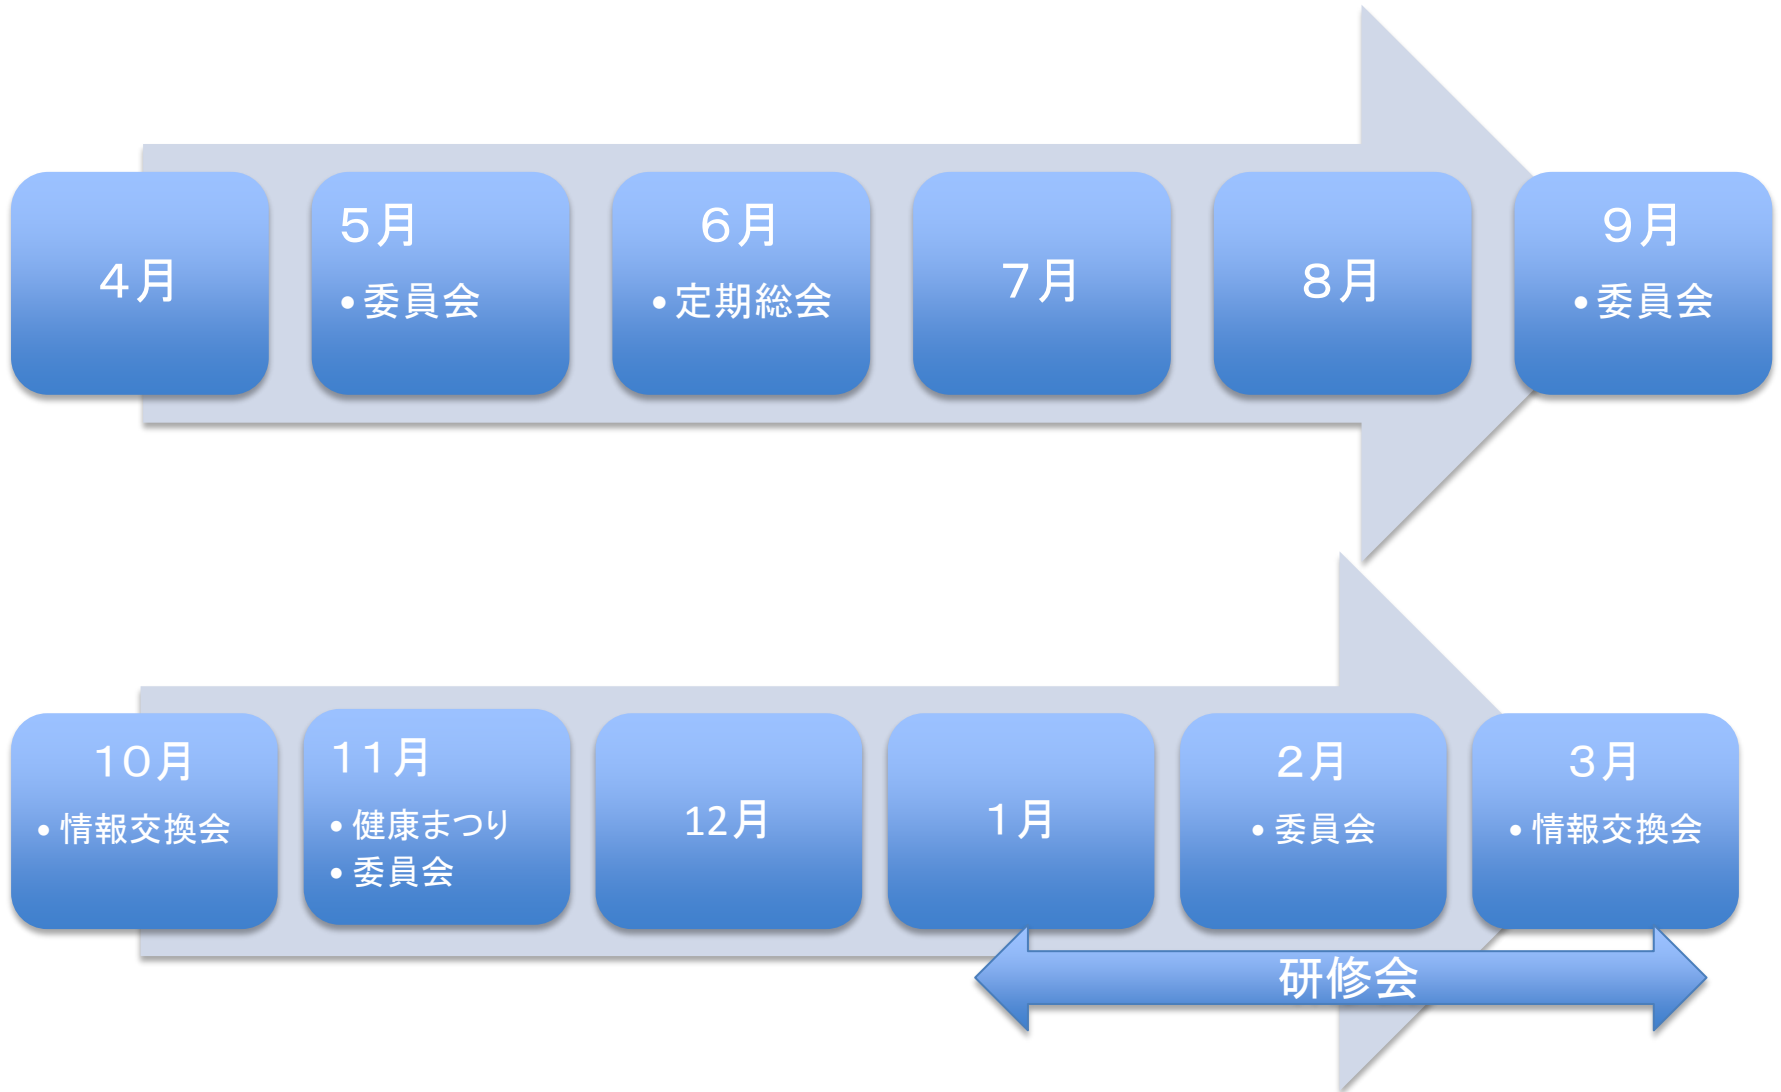 ４月
５月
•委員会
６月
•定期総会
７月
８月
９月
•委員会
１０月
•情報交換会
１１月
•健康まつり
•委員会
12月
１月
２月
•委員会
３月
•情報交換会
研修会